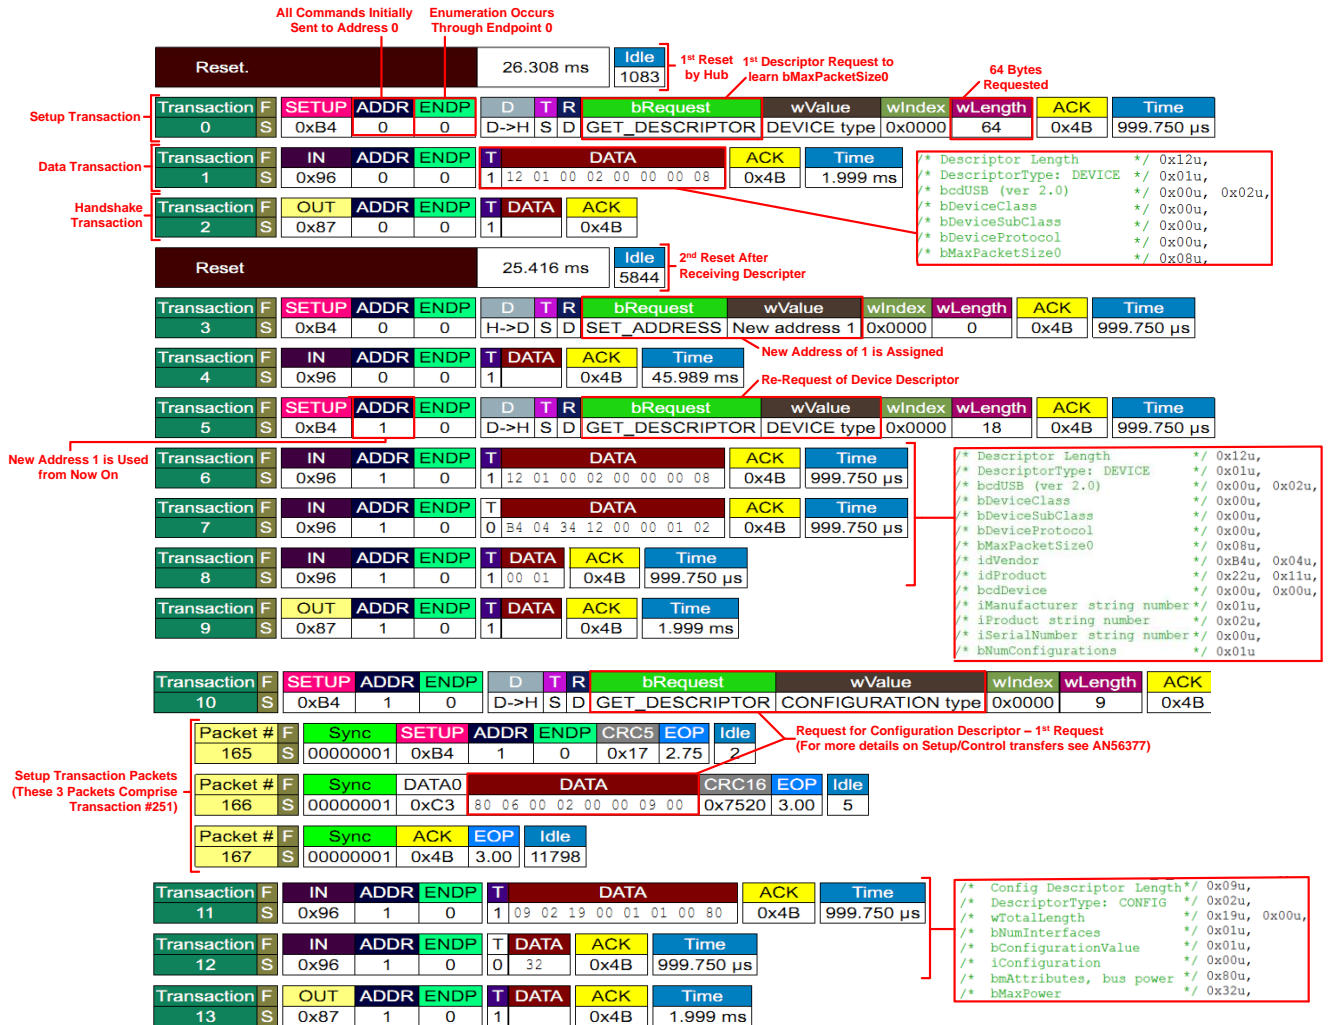 All Commands Initially
Sent to Address 0
Enumeration Occurs
Through Endpoint 0
Reset. 26.308 ms Idle 1083
1st Reset
by Hub
1st Descriptor Request to
learn bMaxPacketSize0
64 Bytes
Requested
Setup Transaction
Transaction F SETUP ADDR ENDP D T R bRequest wValue wIndex wLength ACK Time
0 S 0xB4 0 0 D->H S D GET_DESCRIPTOR DEVICE type 0x0000 64 0x4B 999.750 µs
Data Transaction
Transaction F IN ADDR ENDP T DATA ACK Time
1 S 0x96 0 0 1 12 01 00 02 00 00 00 08 0x4B 1.999 ms
/* Descriptor Length */ 0x12u,
/* DescriptorType: DEVICE */ 0x01u,
/* bcdUSB (ver 2.0) */ 0x00u, 0x02u,
/* bDeviceClass */ 0x00u,
/* bDeviceSubClass */ 0x00u,
/* bDeviceProtocol */ 0x00u,
/* bMaxPacketSize0 */ 0x08u,
Handshake
Transaction
Transaction F OUT ADDR ENDP T DATA ACK
2 S 0x87 0 0 1 0x4B
Reset 25.416 ms Idle 5844
2nd Reset After
Receiving Descripter
Transaction F SETUP ADDR ENDP D T R bRequest wValue wIndex wLength ACK Time
3 S 0xB4 0 0 H->D S D SET_ADDRESS New address 1 0x0000 0 0x4B 999.750 µs
New Address of 1 is Assigned
Transaction F IN ADDR ENDP T DATA ACK Time
4 S 0x96 0 0 1 0x4B 45.989 ms
Re-Request of Device Descriptor
Transaction F SETUP ADDR ENDP D T R bRequest wValue wIndex wLength ACK Time
5 S 0xB4 1 0 D->H S D GET_DESCRIPTOR DEVICE type 0x0000 18 0x4B 999.750 µs
New Address 1 is Used
from Now On
Transaction F IN ADDR ENDP T DATA ACK Time
6 S 0x96 1 0 1 12 01 00 02 00 00 00 08 0x4B 999.750 µs
Transaction F IN ADDR ENDP T DATA ACK Time
7 S 0x96 1 0 0 B4 04 34 12 00 00 01 02 0x4B 999.750 µs
Transaction F IN ADDR ENDP T DATA ACK Time
8 S 0x96 1 0 1 00 01 0x4B 999.750 µs
Transaction F OUT ADDR ENDP T DATA ACK Time
9 S 0x87 1 0 1 0x4B 1.999 ms
/* Descriptor Length */ 0x12u,
/* DescriptorType: DEVICE */ 0x01u,
/* bcdUSB (ver 2.0) */ 0x00u, 0x02u,
/* bDeviceClass */ 0x00u,
/* bDeviceSubClass */ 0x00u,
/* bDeviceProtocol */ 0x00u,
/* bMaxPacketSize0 */ 0x08u,
/* idVendor */ 0xB4u, 0x04u,
/* idProduct */ 0x22u, 0x11u,
/* bcdDevice */ 0x00u, 0x00u,
/* iManufacturer string number */ 0x01u,
/* iProduct string number */ 0x02u,
/* iSerialNumber string number */ 0x00u,
/* bNumConfigurations */ 0x01u
Transaction F SETUP ADDR ENDP D T R bRequest wValue wIndex wLength ACK
10 S 0xB4 1 0 D->H S D GET_DESCRIPTOR CONFIGURATION type 0x0000 9 0x4B
Packet # F Sync SETUP ADDR ENDP CRC5 EOP Idle
165 S 00000001 0xB4 1 0 0x17 2.75 2
Request for Configuration Descriptor – 1st Request
(For more details on Setup/Control transfers see AN56377)
Setup Transaction Packets
(These 3 Packets Comprise
Transaction #251)
Packet # F Sync DATA0 DATA CRC16 EOP Idle
166 S 00000001 0xC3 80 06 00 02 00 00 09 00 0x7520 3.00 5
Packet # F Sync ACK EOP Idle
167 S 00000001 0x4B 3.00 11798
Transaction F IN ADDR ENDP T DATA ACK Time
11 S 0x96 1 0 1 09 02 19 00 01 01 00 80 0x4B 999.750 µs
Transaction F IN ADDR ENDP T DATA ACK Time
12 S 0x96 1 0 0 32 0x4B 999.750 µs
Transaction F OUT ADDR ENDP T DATA ACK Time
13 S 0x87 1 0 1 0x4B 1.999 ms
/* Config Descriptor Length */ 0x09u,
/* DescriptorType: CONFIG */ 0x02u,
/* wTotalLength */ 0x19u, 0x00u,
/* bNumInterfaces */ 0x01u,
/* bConfigurationValue */ 0x01u,
/* iConfiguration */ 0x00u,
/* bmAttributes, bus power */ 0x80u,
/* bMaxPower */ 0x32u,